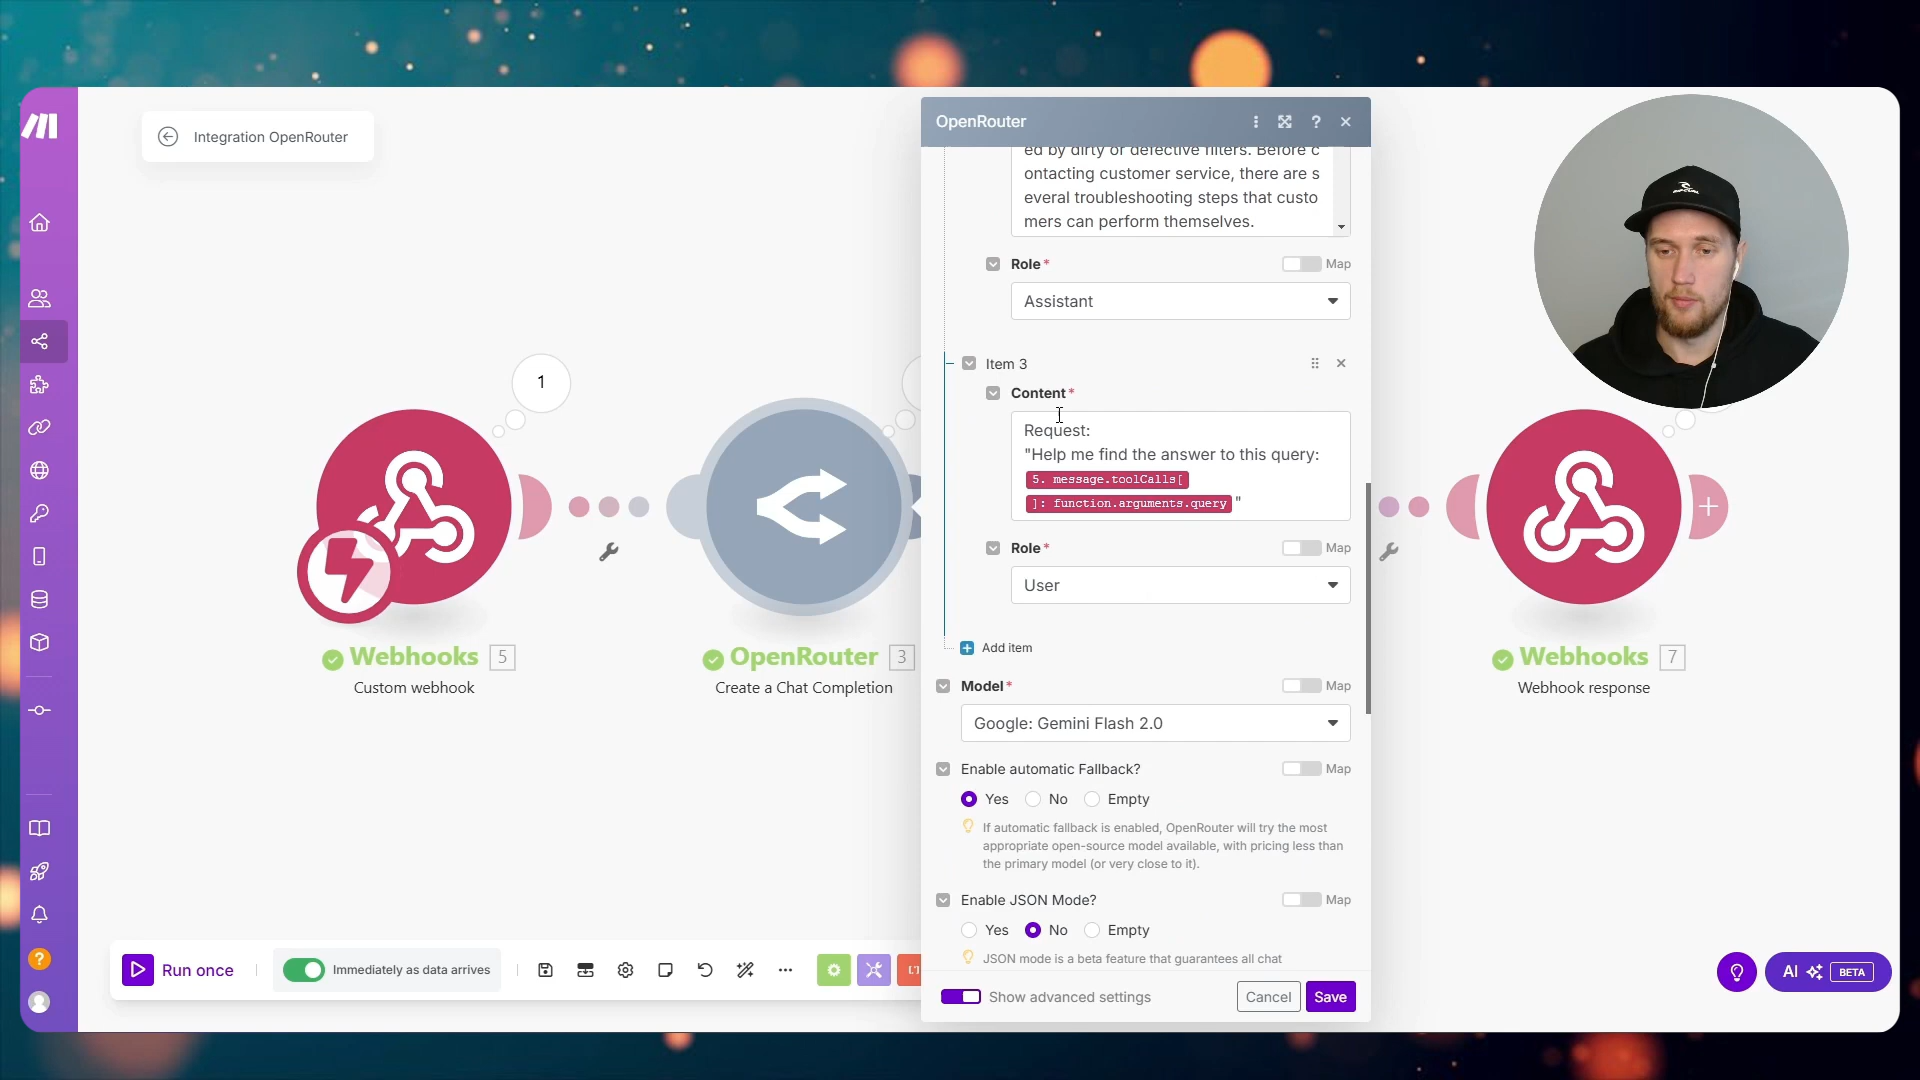 Integration OpenRouter
OpenRouter
ed by dirty or defective filters. Before c
ontacting customer service, there are s
everal troubleshooting steps that custo
mers can perform themselves.
Role*
Map
Assistant
Item 3
Content*
Request:
"Help me find the answer to this query:
5. message.toolCalls[
]: function.arguments.query "
Role*
Map
User
Add item
Model*
Map
Google: Gemini Flash 2.0
Enable automatic Fallback?
Map
Yes No Empty
If automatic fallback is enabled, OpenRouter will try the most
appropriate open-source model available, with pricing less than
the primary model (or very close to it).
Enable JSON Mode?
Map
Yes No Empty
JSON mode is a beta feature that guarantees all chat
Show advanced settings
Cancel
Save
1
Webhooks 5
Custom webhook
OpenRouter 3
Create a Chat Completion
Webhooks 7
Webhook response
Run once
Immediately as data arrives
AI BETA